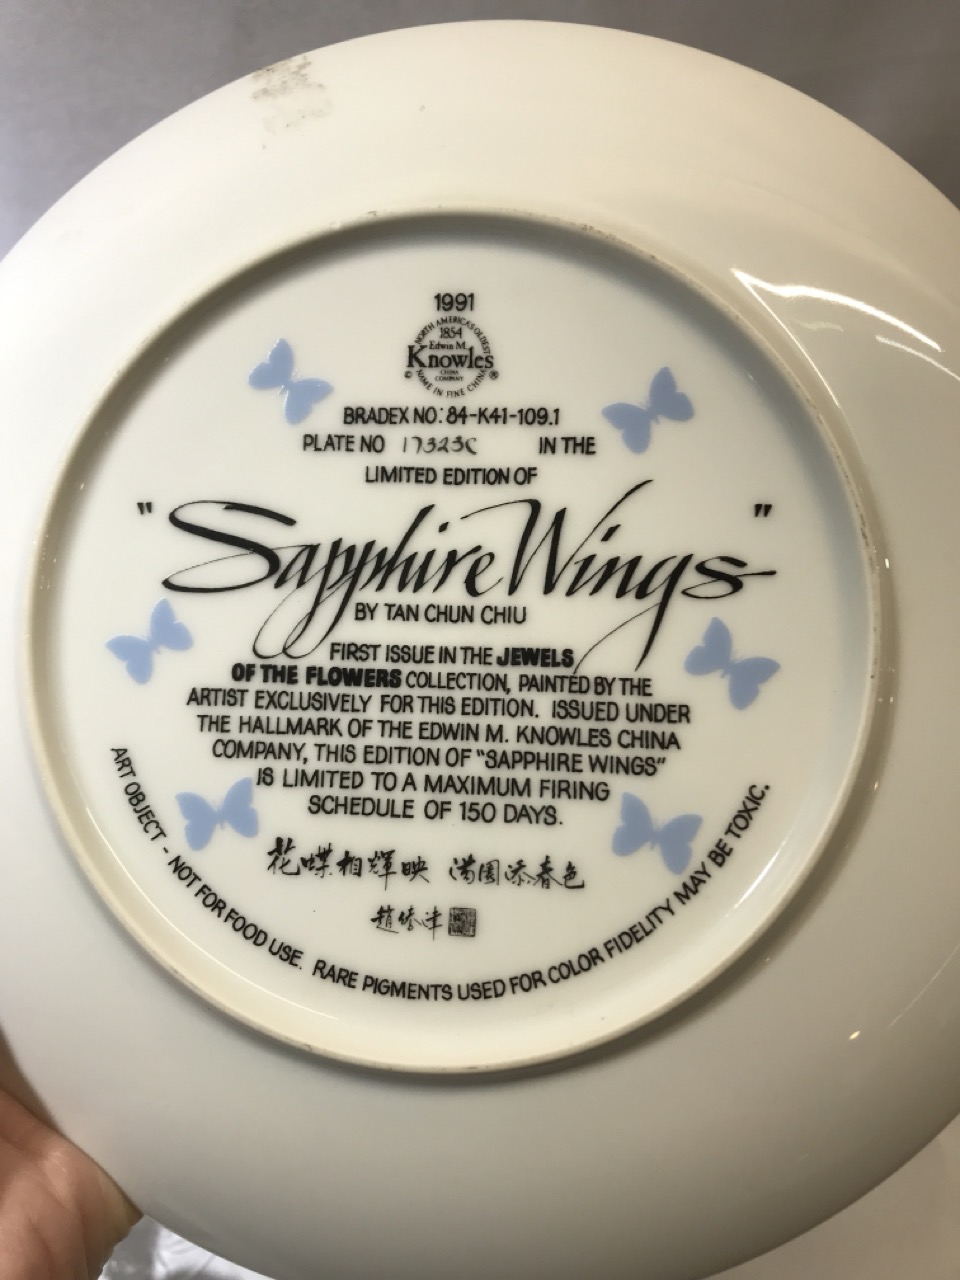 1991
NORTH AMERICA'S OLDEST
1854
Edwin M.
Knowles
CHINA
COMPANY
© NAME IN FINE CHINA ®
BRADEX NO: 84-K41-109.1
PLATE NO 17323C IN THE
LIMITED EDITION OF
"Sapphire Wings"
BY TAN CHUN CHIU
FIRST ISSUE IN THE JEWELS
OF THE FLOWERS COLLECTION, PAINTED BY THE
ARTIST EXCLUSIVELY FOR THIS EDITION. ISSUED UNDER
THE HALLMARK OF THE EDWIN M. KNOWLES CHINA
COMPANY, THIS EDITION OF "SAPPHIRE WINGS"
IS LIMITED TO A MAXIMUM FIRING
SCHEDULE OF 150 DAYS.
花蝶相輝映 满園添春色
趙
ART OBJECT - NOT FOR FOOD USE. RARE PIGMENTS USED FOR COLOR FIDELITY MAY BE TOXIC.